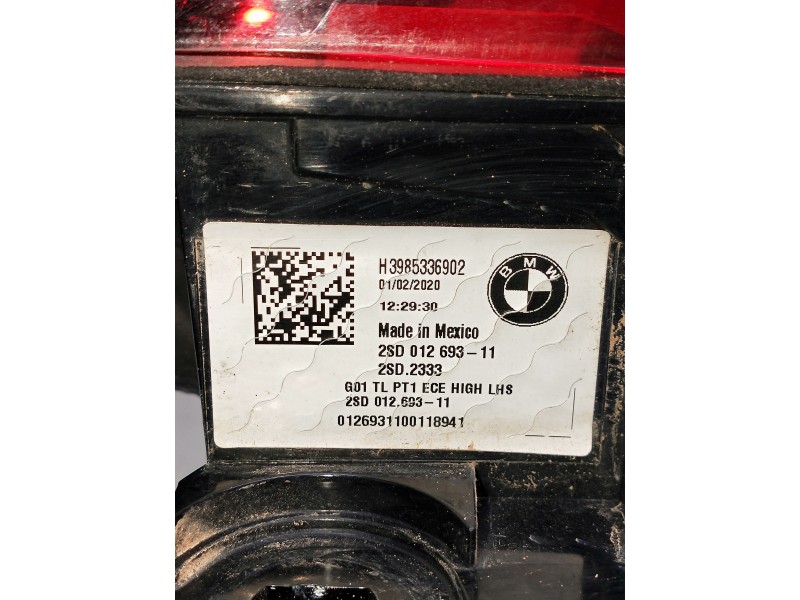 H3985336902
01/02/2020
12:29:30
BMW
Made in Mexico
2SD 012 693-11
2SD.2333
G01 TL PT1 ECE HIGH LHS
2SD 012.693-11
0126931100118941